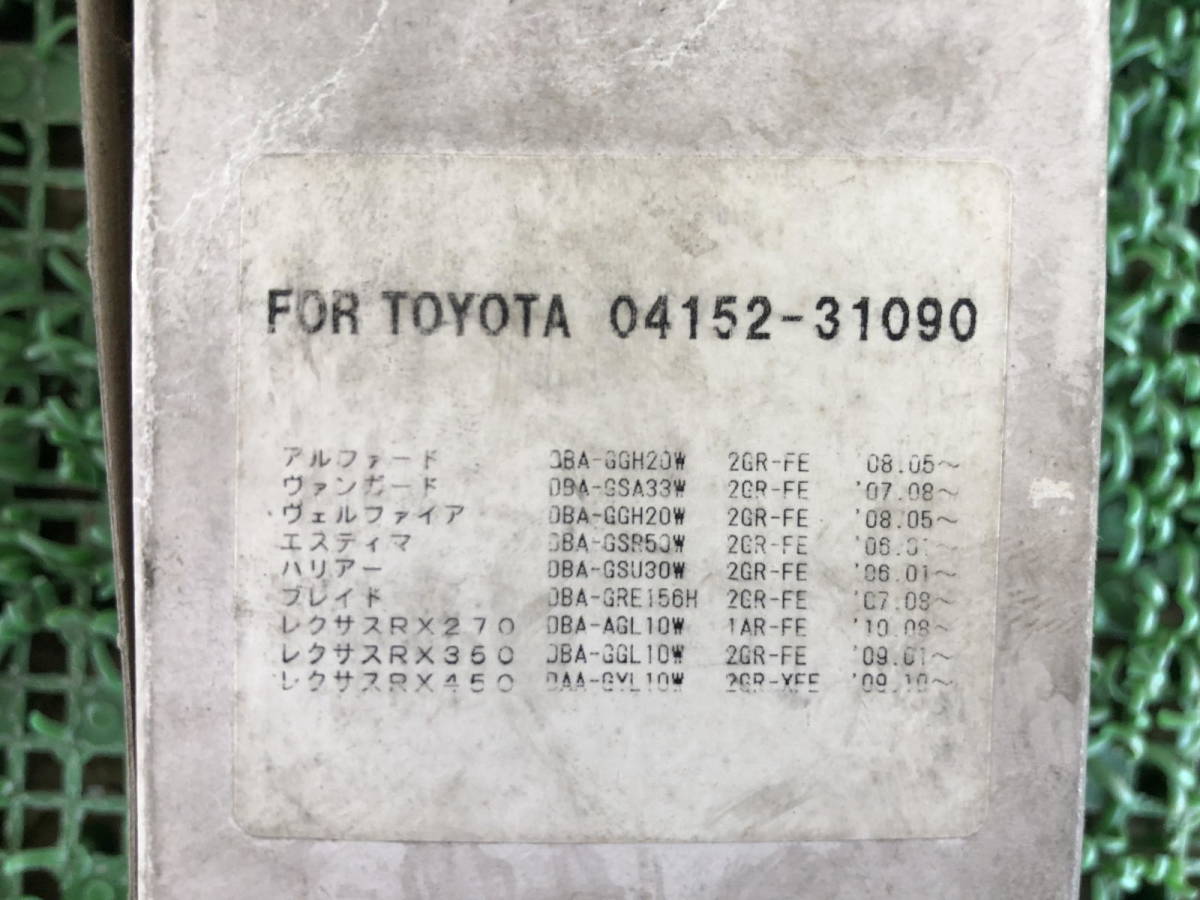 FOR TOYOTA 04152-31090
アルファード DBA-GGH20W 2GR-FE '08.05~
ヴァンガード DBA-GSA33W 2GR-FE '07.08~
ヴェルファイア DBA-GGH20W 2GR-FE '08.05~
エスティマ DBA-GSR50W 2GR-FE '06.01~
ハリアー DBA-GSU30W 2GR-FE '06.01~
ブレイド DBA-GRE156H 2GR-FE '07.08~
レクサスRX270 DBA-AGL10W 1AR-FE '10.08~
レクサスRX350 DBA-GGL10W 2GR-FE '09.01~
レクサスRX450 DAA-GYL10W 2GR-XFE '09.10~